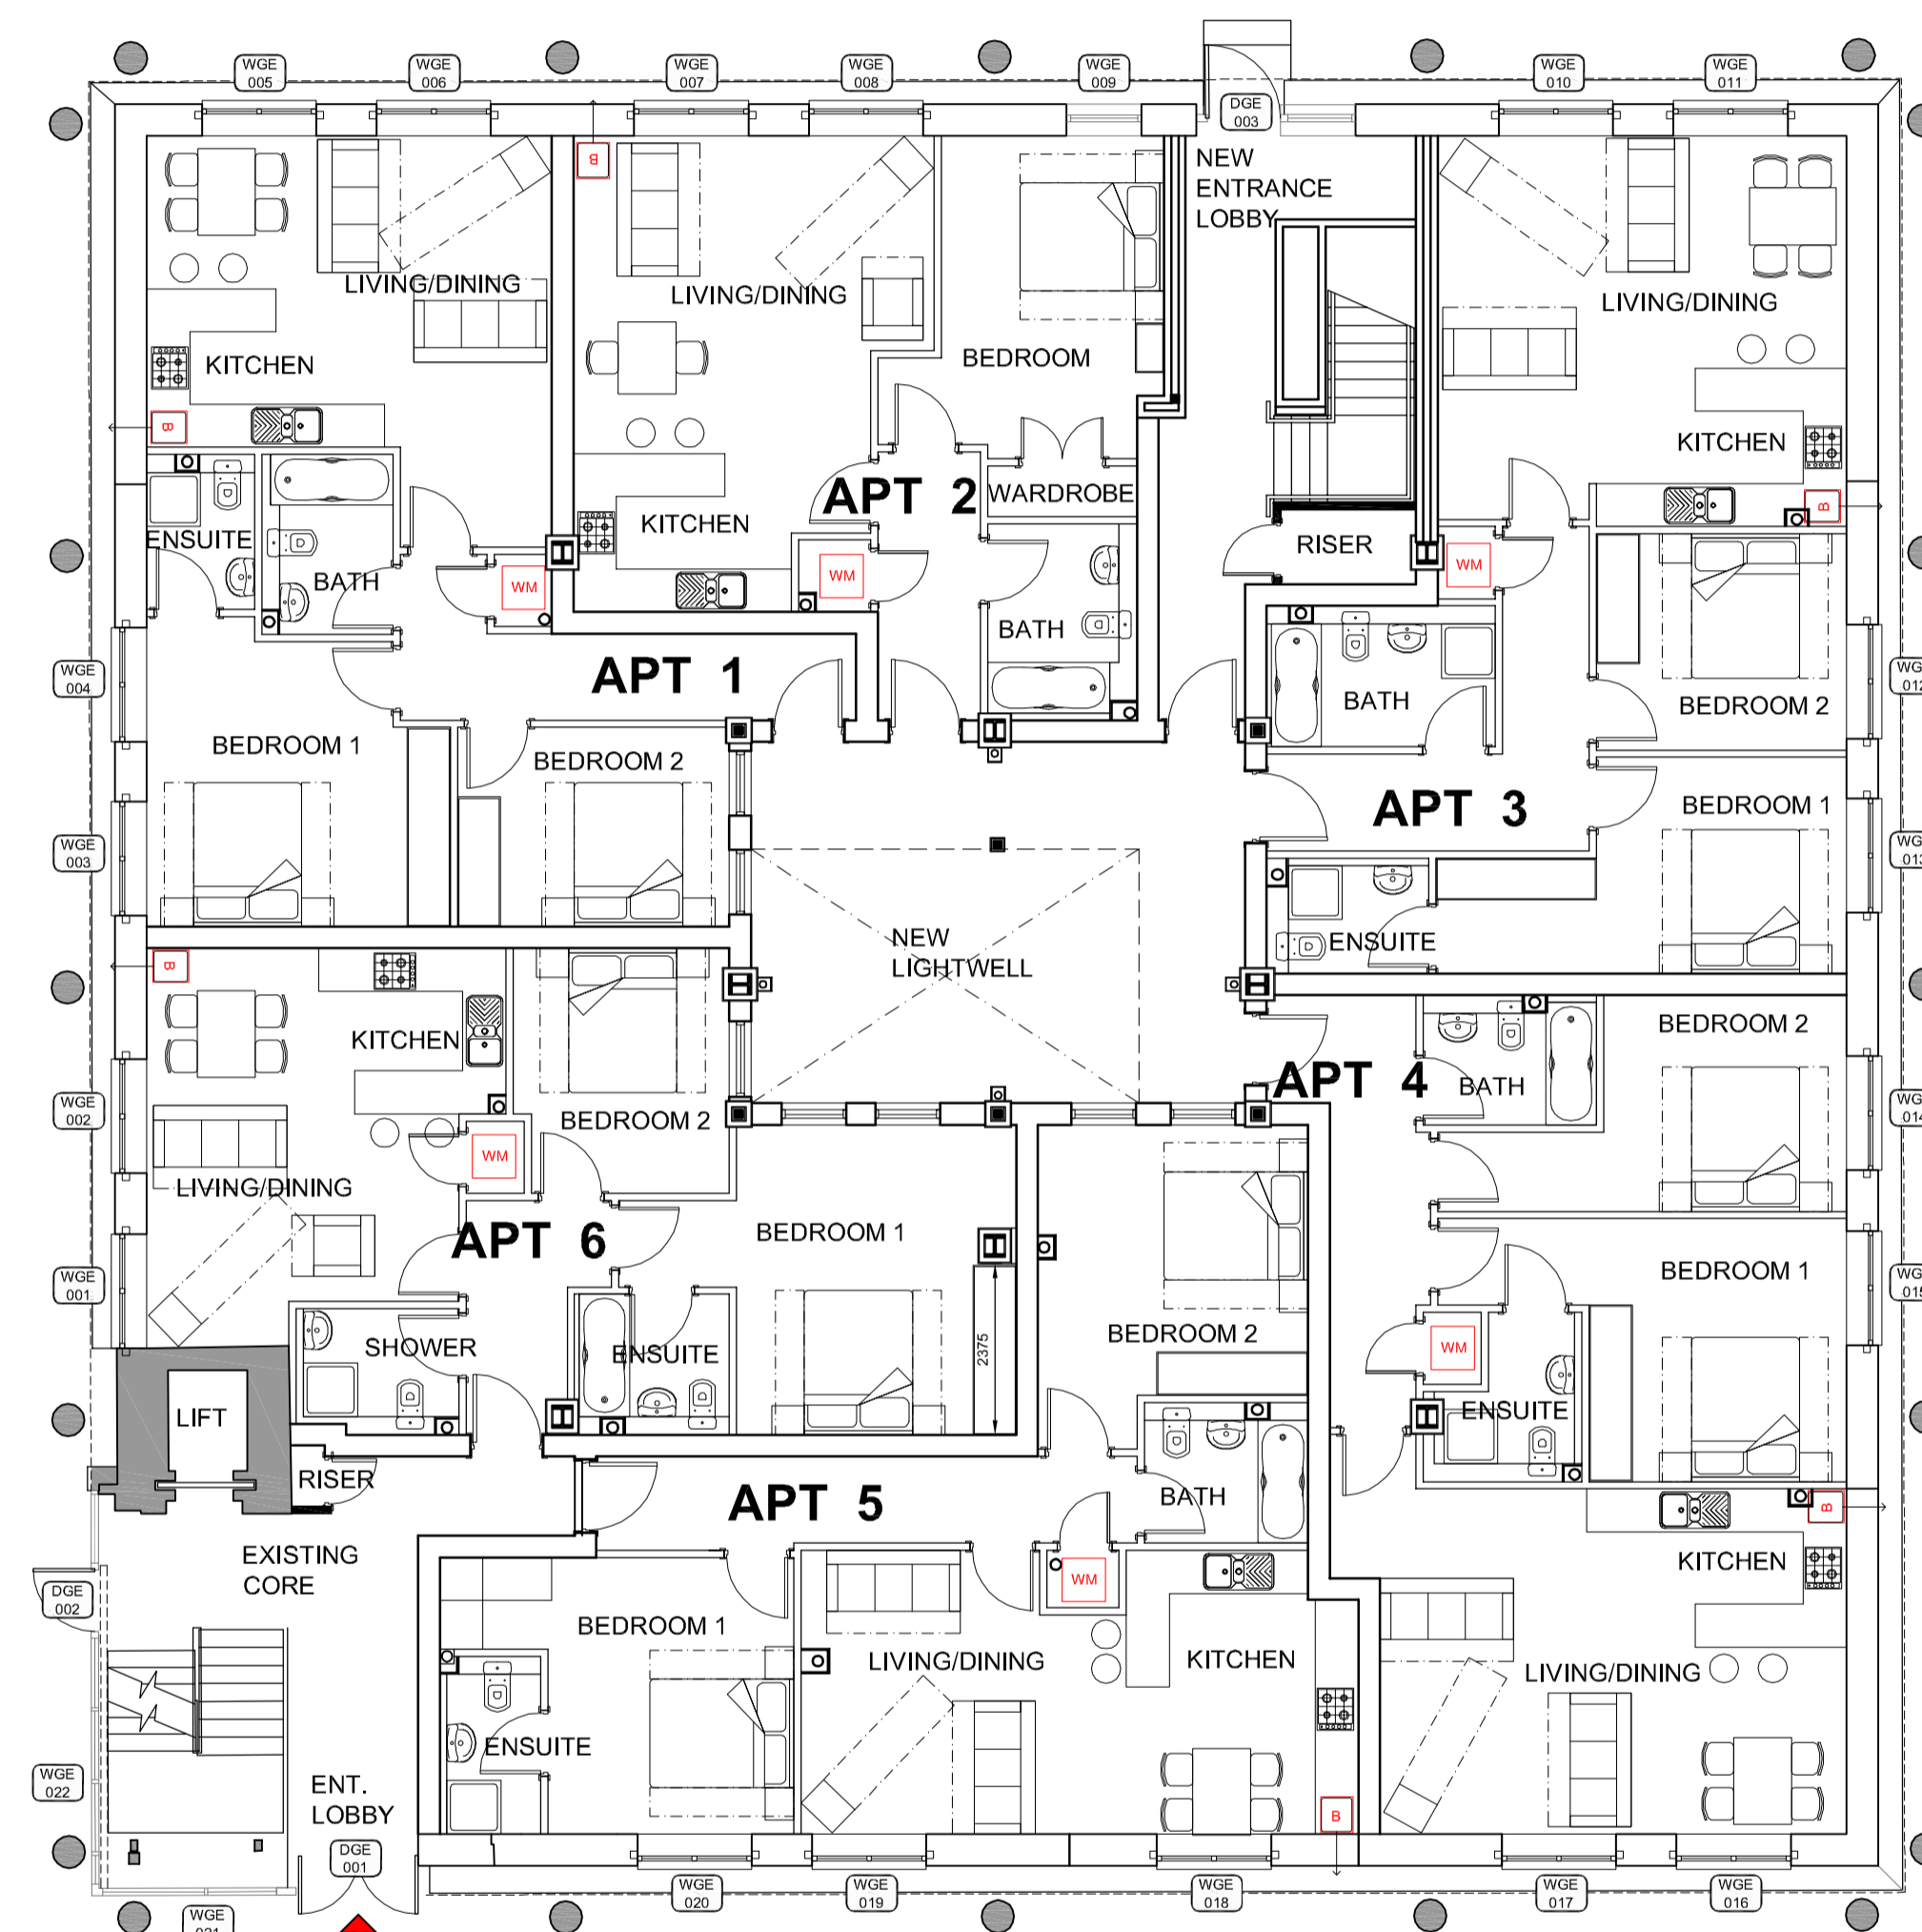 WGE
005
WGE
006
WGE
007
WGE
008
WGE
009
DGE
003
WGE
010
WGE
011
NEW
ENTRANCE
LOBBY
B
LIVING/DINING
LIVING/DINING
LIVING/DINING
KITCHEN
BEDROOM
KITCHEN
B
APT 2
WARDROBE
KITCHEN
B
ENSUITE
BATH
WM
WM
RISER
WM
BATH
WGE
004
APT 1
BATH
BEDROOM 2
BEDROOM 1
BEDROOM 2
APT 3
BEDROOM 1
WGE
003
NEW
LIGHTWELL
ENSUITE
B
KITCHEN
BEDROOM 2
WGE
002
BEDROOM 2
APT 4
BATH
WM
LIVING/DINING
APT 6
BEDROOM 1
WGE
001
BEDROOM 1
SHOWER
ENSUITE
2375
BEDROOM 2
WM
LIFT
ENSUITE
RISER
APT 5
BATH
B
EXISTING
CORE
DGE
002
WM
KITCHEN
BEDROOM 1
LIVING/DINING
KITCHEN
LIVING/DINING
ENSUITE
WGE
022
ENT.
LOBBY
B
DGE
001
WGE
020
WGE
019
WGE
018
WGE
017
WGE
016
WGE